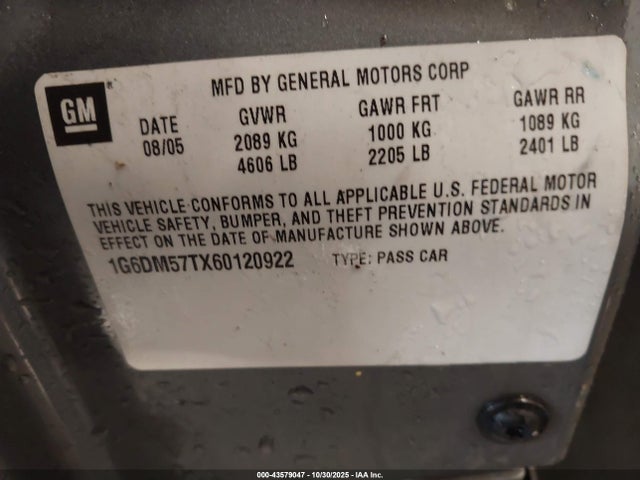 GM
MFD BY GENERAL MOTORS CORP
DATE GVWR GAWR FRT GAWR RR
08/05 2089 KG 1000 KG 1089 KG
4606 LB 2205 LB 2401 LB
THIS VEHICLE CONFORMS TO ALL APPLICABLE U.S. FEDERAL MOTOR
VEHICLE SAFETY, BUMPER, AND THEFT PREVENTION STANDARDS IN
EFFECT ON THE DATE OF MANUFACTURE SHOWN ABOVE.
1G6DM57TX60120922 TYPE: PASS CAR
000-43579047 - 10/30/2025 - IAA Inc.